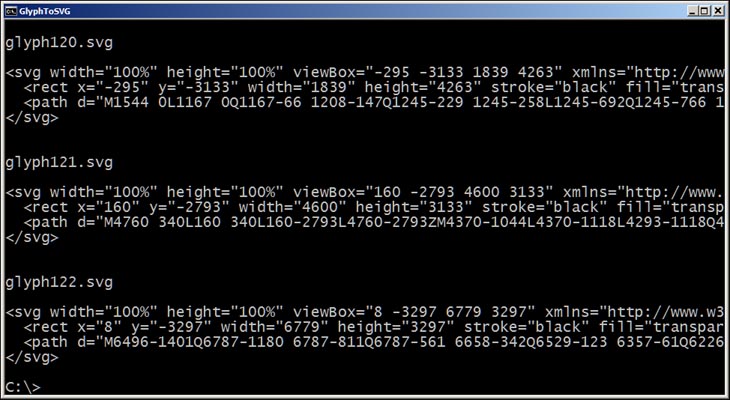 GlyphToSVG
glyph120.svg
<svg width="100%" height="100%" viewBox="-295 -3133 1839 4263" xmlns="http://www
<rect x="-295" y="-3133" width="1839" height="4263" stroke="black" fill="trans
<path d="M1544 0L1167 0Q1167-66 1208-147Q1245-229 1245-258L1245-692Q1245-766 1
</svg>
glyph121.svg
<svg width="100%" height="100%" viewBox="160 -2793 4600 3133" xmlns="http://www.
<rect x="160" y="-2793" width="4600" height="3133" stroke="black" fill="transp
<path d="M4760 340L160 340L160-2793L4760-2793ZM4370-1044L4370-1118L4293-1118Q4
</svg>
glyph122.svg
<svg width="100%" height="100%" viewBox="8 -3297 6779 3297" xmlns="http://www.w3
<rect x="8" y="-3297" width="6779" height="3297" stroke="black" fill="transpar
<path d="M6496-1401Q6787-1180 6787-811Q6787-561 6658-342Q6529-123 6357-61Q6226
</svg>
C:\>